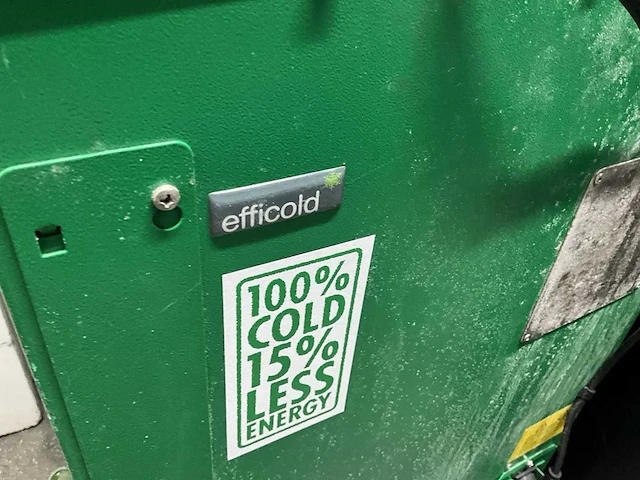 efficold
100%
COLD
15%
LESS
ENERGY